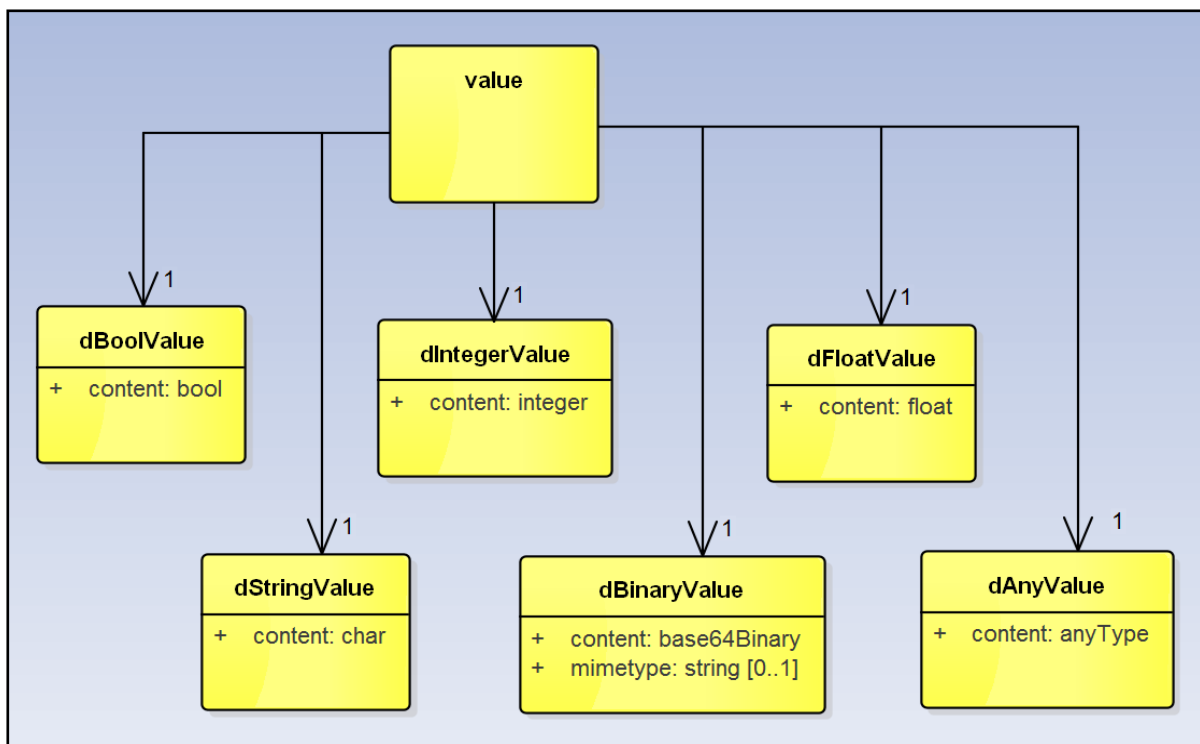 value
1
dBoolValue
+ content: bool
1
dIntegerValue
+ content: integer
1
dFloatValue
+ content: float
1
dStringValue
+ content: char
1
dBinaryValue
+ content: base64Binary
+ mimetype: string [0..1]
1
dAnyValue
+ content: anyType